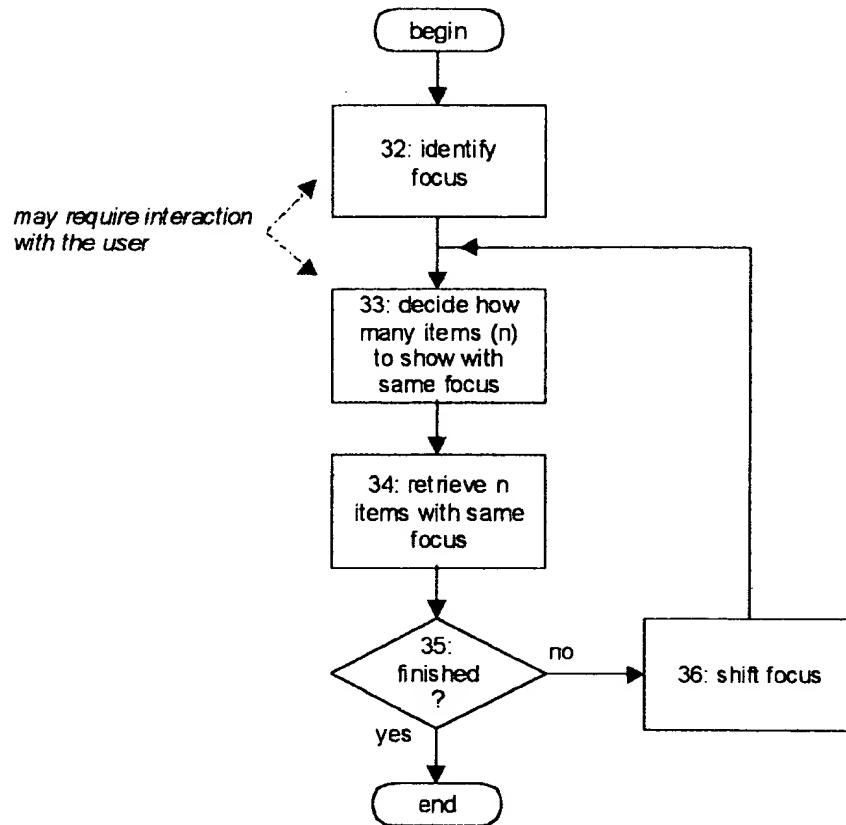 begin
32: identify
focus
may require interaction
with the user
33: decide how
many items (n)
to show with
same focus
34: retrieve n
items with same
focus
35:
finished
?
no
36: shift focus
yes
end